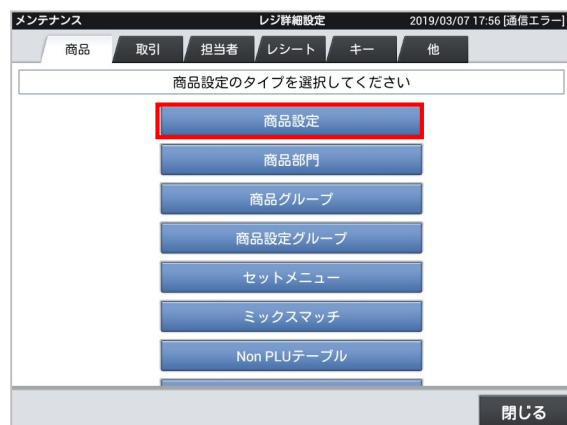 メンテナンス レジ詳細設定 2019/03/07 17:56 [通信エラー]
商品 取引 担当者 レシート キー 他
商品設定のタイプを選択してください
商品設定
商品部門
商品グループ
商品設定グループ
セットメニュー
ミックスマッチ
Non PLUテーブル
閉じる